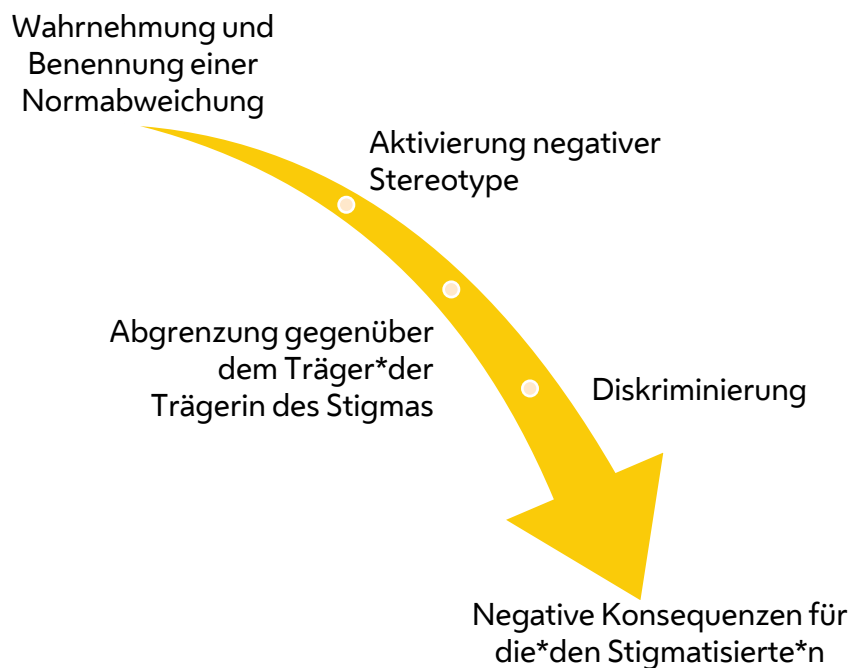 Wahrnehmung und
Benennung einer
Normabweichung
Aktivierung negativer
Stereotype
Abgrenzung gegenüber
dem Träger*der
Trägerin des Stigmas
Diskriminierung
Negative Konsequenzen für
die*den Stigmatisierte*n